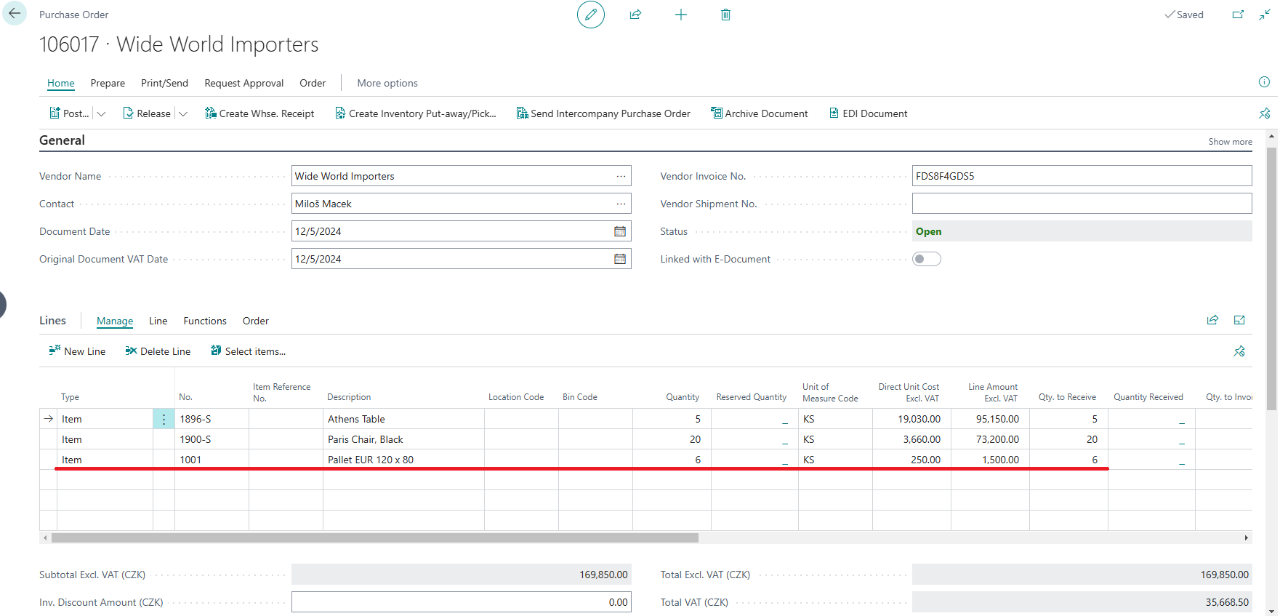 Purchase Order
Saved
106017 · Wide World Importers
Home Prepare Print/Send Request Approval Order More options
Post... Release Create Whse. Receipt Create Inventory Put-away/Pick... Send Intercompany Purchase Order Archive Document EDI Document
General Show more
Vendor Name Wide World Importers ... Vendor Invoice No. FDS8F4GDS5
Contact Miloš Macek ... Vendor Shipment No.
Document Date 12/5/2024 Status Open
Original Document VAT Date 12/5/2024 Linked with E-Document
Lines Manage Line Functions Order
New Line Delete Line Select items...
Type No. Item Reference No. Description Location Code Bin Code Quantity Reserved Quantity Unit of Measure Code Direct Unit Cost Excl. VAT Line Amount Excl. VAT Qty. to Receive Quantity Received Qty. to Invoi
Item 1896-S Athens Table 5 _ KS 19,030.00 95,150.00 5 _
Item 1900-S Paris Chair, Black 20 _ KS 3,660.00 73,200.00 20 _
Item 1001 Pallet EUR 120 x 80 6 _ KS 250.00 1,500.00 6 _
Subtotal Excl. VAT (CZK) 169,850.00 Total Excl. VAT (CZK) 169,850.00
Inv. Discount Amount (CZK) 0.00 Total VAT (CZK) 35,668.50